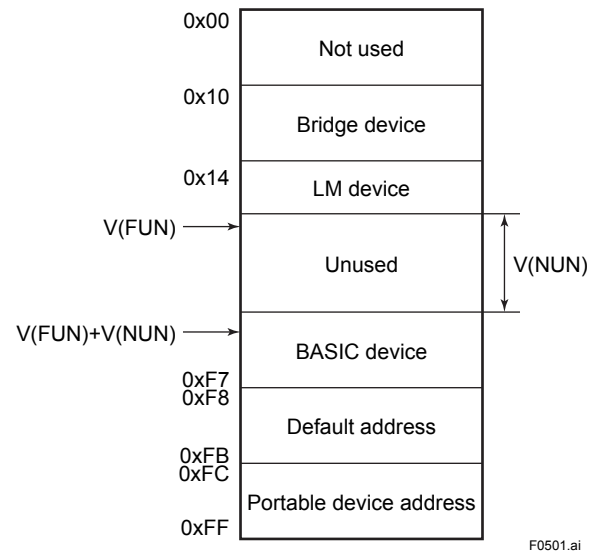 0x00
Not used
0x10
Bridge device
0x14
LM device
V(FUN)
Unused
V(NUN)
V(FUN)+V(NUN)
BASIC device
0xF7
0xF8
Default address
0xFB
0xFC
Portable device address
0xFF
F0501.ai